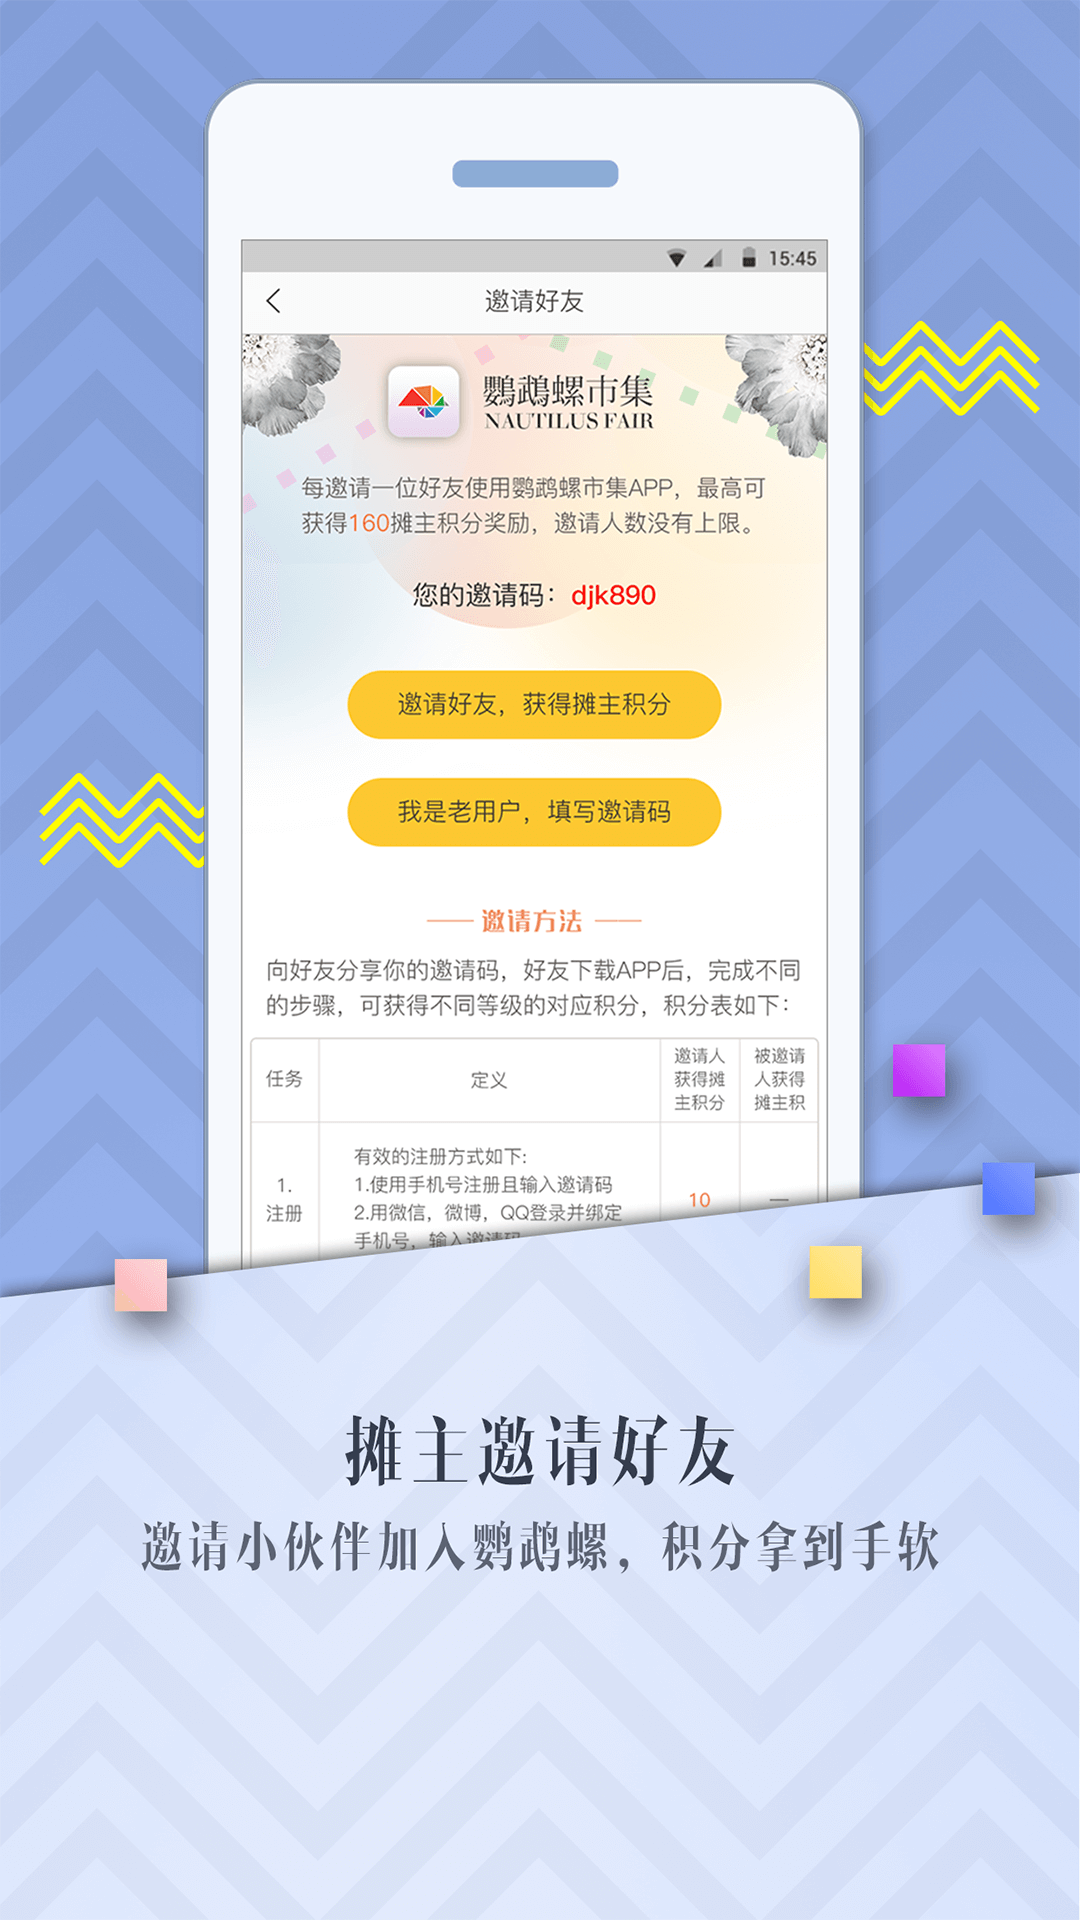 15:45
邀请好友
鹦鹉螺市集
NAUTILUS FAIR
每邀请一位好友使用鹦鹉螺市集APP，最高可
获得160摊主积分奖励，邀请人数没有上限。
您的邀请码：djk890
邀请好友，获得摊主积分
我是老用户，填写邀请码
邀请方法
向好友分享你的邀请码，好友下载APP后，完成不同
的步骤，可获得不同等级的对应积分，积分表如下：
任务
定义
邀请人
获得摊
主积分
被邀请
人获得
摊主积
1.
注册
有效的注册方式如下:
1.使用手机号注册且输入邀请码
2.用微信，微博，QQ登录并绑定
手机号，输入邀请码
10
—
摊主邀请好友
邀请小伙伴加入鹦鹉螺，积分拿到手软